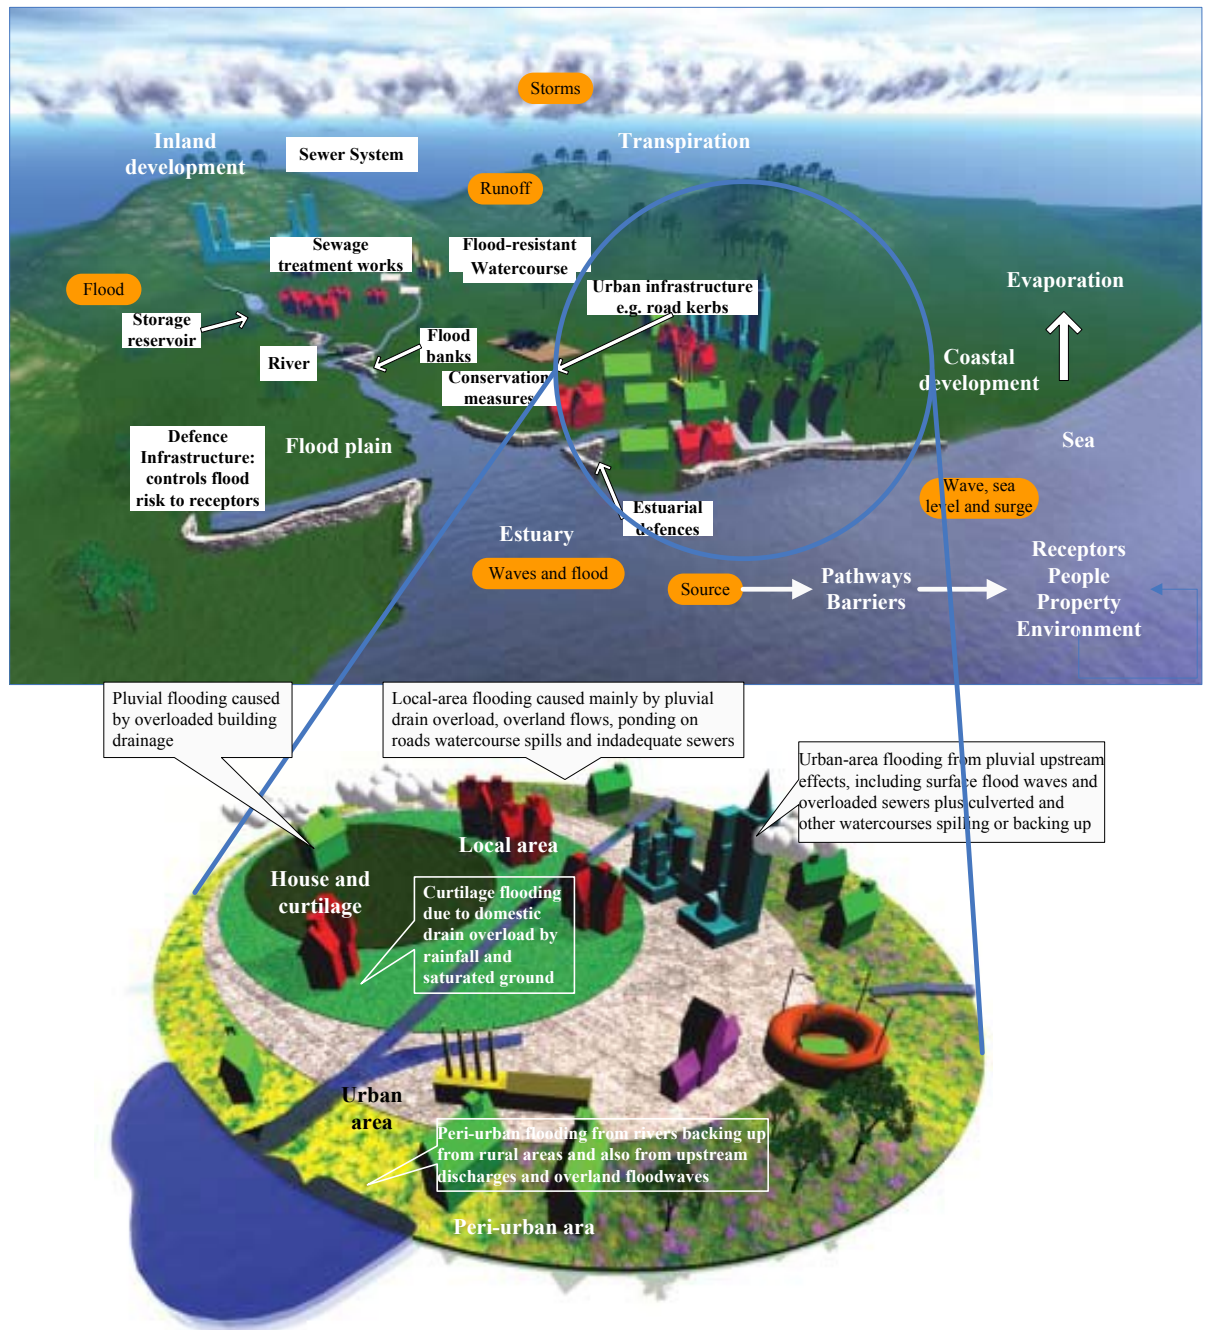 Storms
Inland
development
Sewer System
Transpiration
Runoff
Sewage
treatment works
Flood-resistant
Watercourse
Flood
Urban infrastructure
e.g. road kerbs
Evaporation
Storage
reservoir
River
Flood
banks
Conservation
measures
Coastal
development
Defence
Infrastructure:
controls flood
risk to receptors
Flood plain
Sea
Wave, sea
level and surge
Estuarial
defences
Estuary
Waves and flood
Source
Pathways
Barriers
Receptors
People
Property
Environment
Pluvial flooding caused
by overloaded building
drainage
Local-area flooding caused mainly by pluvial
drain overload, overland flows, ponding on
roads watercourse spills and indadequate sewers
Urban-area flooding from pluvial upstream
effects, including surface flood waves and
overloaded sewers plus culverted and
other watercourses spilling or backing up
Local area
House and
curtilage
Curtilage flooding
due to domestic
drain overload by
rainfall and
saturated ground
Urban
area
Peri-urban flooding from rivers backing up
from rural areas and also from upstream
discharges and overland floodwaves
Peri-urban ara